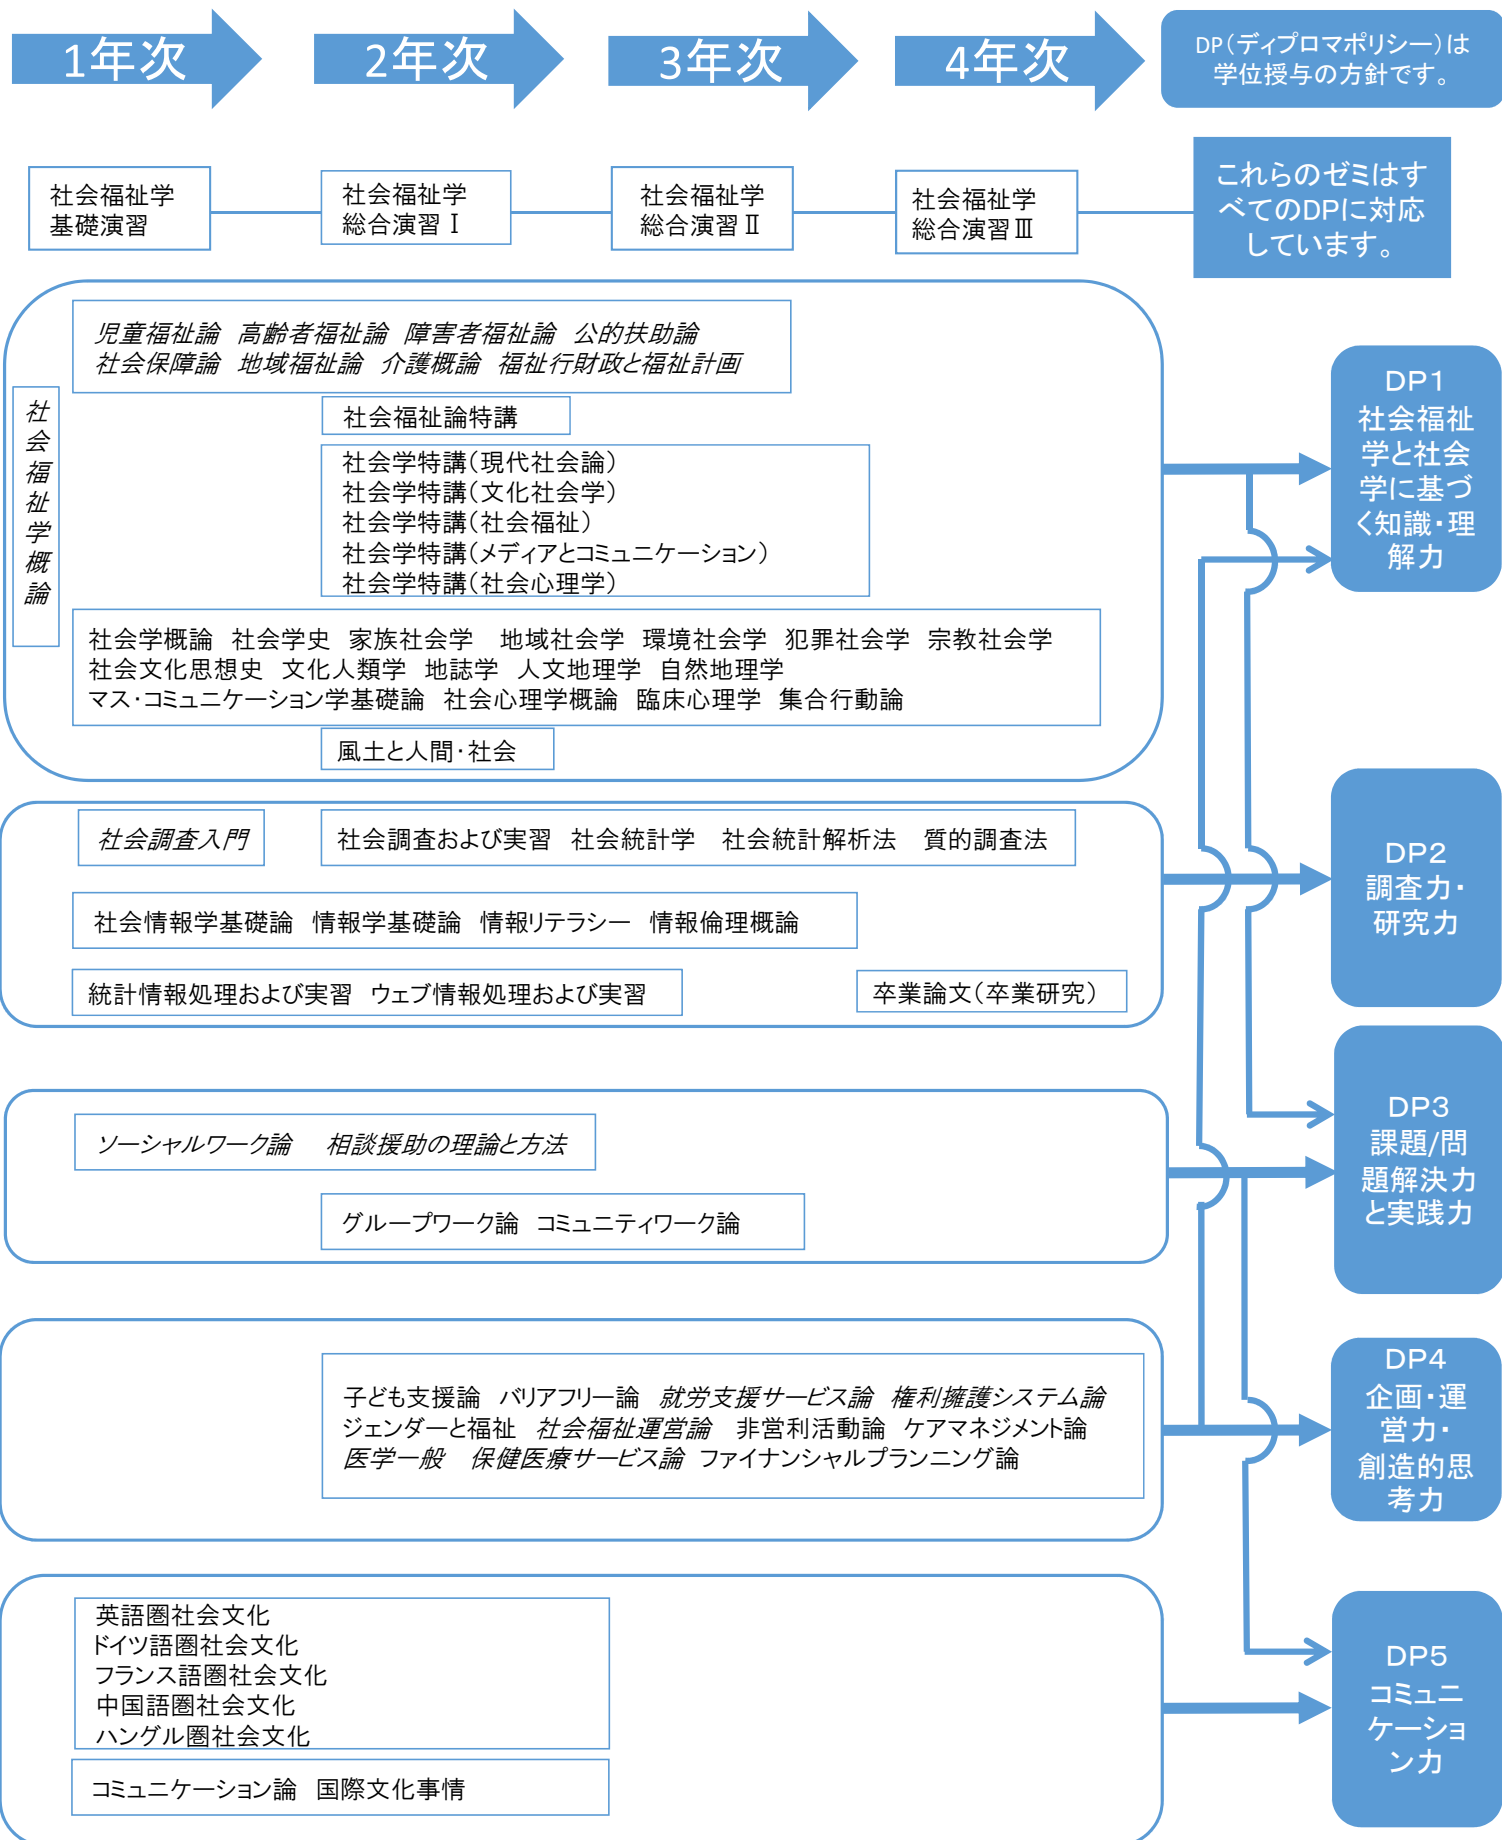 1年次
2年次
3年次
4年次
DP（ディプロマポリシー）は
学位授与の方針です。
社会福祉学
基礎演習
社会福祉学
総合演習Ⅰ
社会福祉学
総合演習Ⅱ
社会福祉学
総合演習Ⅲ
これらのゼミはす
べてのDPに対応
しています。
児童福祉論　高齢者福祉論　障害者福祉論　公的扶助論
社会保障論　地域福祉論　介護概論　福祉行財政と福祉計画
社会福祉学概論
社会福祉論特講
社会学特講（現代社会論）
社会学特講（文化社会学）
社会学特講（社会福祉）
社会学特講（メディアとコミュニケーション）
社会学特講（社会心理学）
社会学概論　社会学史　家族社会学　地域社会学　環境社会学　犯罪社会学　宗教社会学
社会文化思想史　文化人類学　地誌学　人文地理学　自然地理学
マス・コミュニケーション学基礎論　社会心理学概論　臨床心理学　集合行動論
風土と人間・社会
DP1
社会福祉
学と社会
学に基づ
く知識・理
解力
社会調査入門
社会調査および実習　社会統計学　社会統計解析法　質的調査法
社会情報学基礎論　情報学基礎論　情報リテラシー　情報倫理概論
統計情報処理および実習　ウェブ情報処理および実習
卒業論文（卒業研究）
DP2
調査力・
研究力
ソーシャルワーク論　相談援助の理論と方法
グループワーク論　コミュニティワーク論
DP3
課題/問
題解決力
と実践力
子ども支援論　バリアフリー論　就労支援サービス論　権利擁護システム論
ジェンダーと福祉　社会福祉運営論　非営利活動論　ケアマネジメント論
医学一般　保健医療サービス論　ファイナンシャルプランニング論
DP4
企画・運
営力・
創造的思
考力
英語圏社会文化
ドイツ語圏社会文化
フランス語圏社会文化
中国語圏社会文化
ハングル圏社会文化
コミュニケーション論　国際文化事情
DP5
コミュニ
ケーショ
ン力